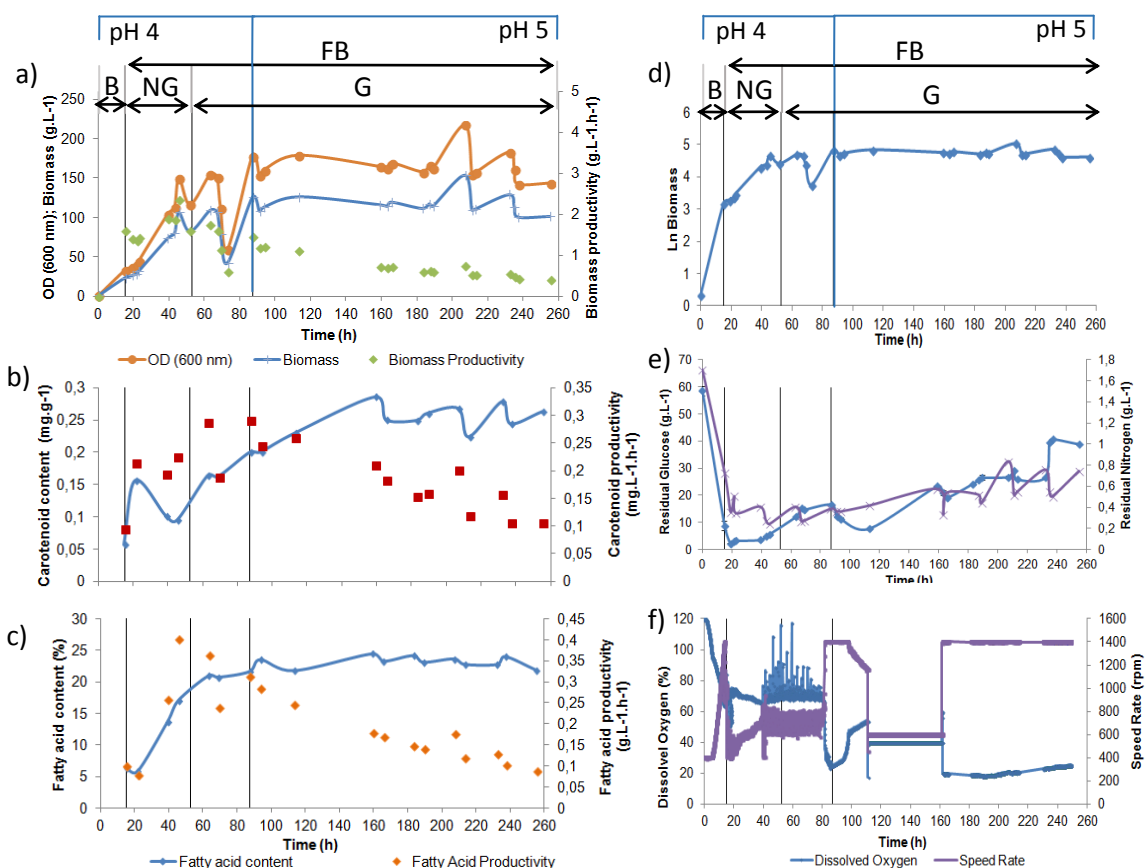 pH 4
pH 5
FB
B
NG
G
a)
OD (600 nm); Biomass (g.L-1)
250
200
150
100
50
0
Biomass productivity (g.L-1.h-1)
5
4
3
2
1
0
0 20 40 60 80 100 120 140 160 180 200 220 240 260
Time (h)
OD (600 nm)
Biomass
Biomass Productivity
b)
Carotenoid content (mg.g-1)
0,3
0,25
0,2
0,15
0,1
0,05
0
Carotenoid productivity
(mg.L-1.h-1)
0,35
0,3
0,25
0,2
0,15
0,1
0,05
0
0 20 40 60 80 100 120 140 160 180 200 220 240 260
Time (h)
c)
Fatty acid content (%)
30
25
20
15
10
5
0
Fatty acid productivity
(g.L-1.h-1)
0,45
0,4
0,35
0,3
0,25
0,2
0,15
0,1
0,05
0
0 20 40 60 80 100 120 140 160 180 200 220 240 260
Time (h)
Fatty acid content
Fatty Acid Productivity
pH 4
pH 5
d)
FB
B
NG
G
Ln Biomass
6
5
4
3
2
1
0
0 20 40 60 80 100 120 140 160 180 200 220 240 260
Time (h)
e)
Residual Glucose (g.L-1)
70
60
50
40
30
20
10
0
Residual Nitrogen (g.L-1)
1,8
1,6
1,4
1,2
1
0,8
0,6
0,4
0,2
0
0 20 40 60 80 100 120 140 160 180 200 220 240 260
Time (h)
f)
Dissolved Oxygen (%)
120
100
80
60
40
20
0
Speed Rate (rpm)
1600
1400
1200
1000
800
600
400
200
0
0 20 40 60 80 100 120 140 160 180 200 220 240 260
Time (h)
Dissolved Oxygen
Speed Rate